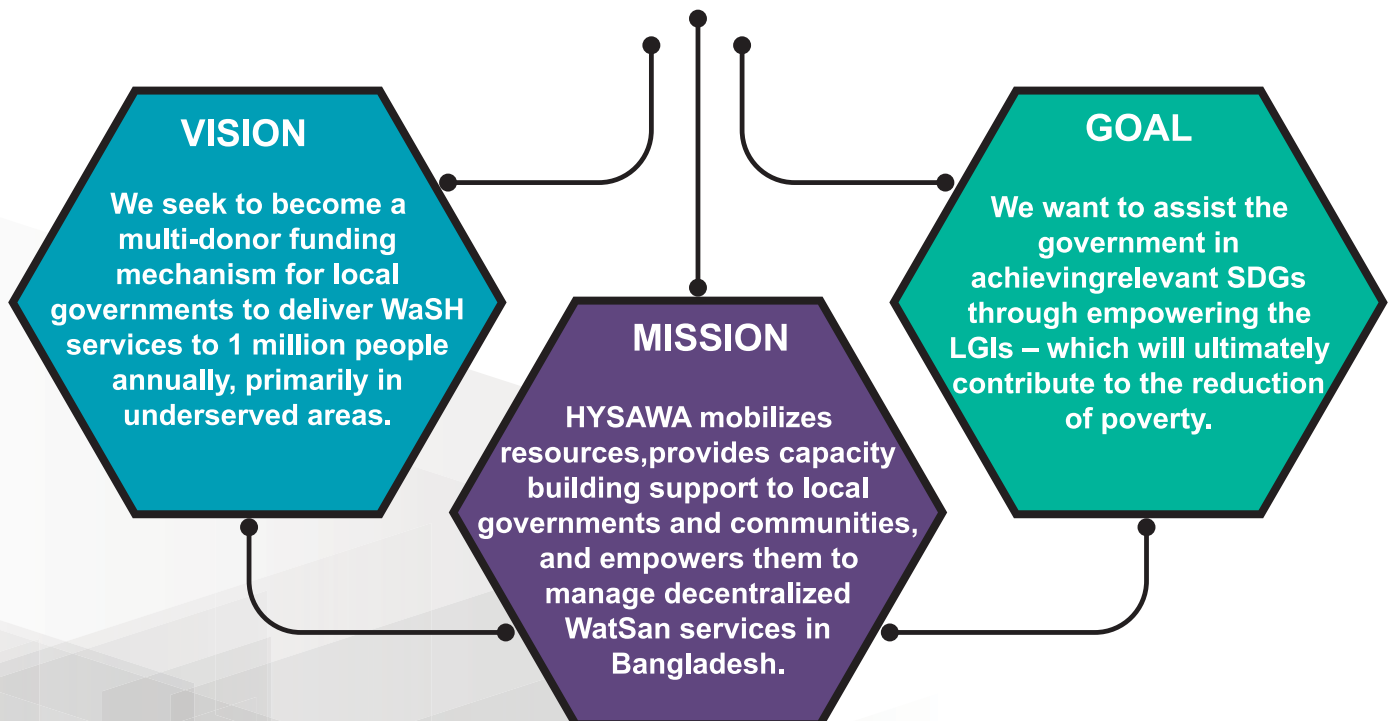 VISION
We seek to become a
multi-donor funding
mechanism for local
governments to deliver WaSH
services to 1 million people
annually, primarily in
underserved areas.
MISSION
HYSAWA mobilizes
resources,provides capacity
building support to local
governments and communities,
and empowers them to
manage decentralized
WatSan services in
Bangladesh.
GOAL
We want to assist the
government in
achievingrelevant SDGs
through empowering the
LGIs – which will ultimately
contribute to the reduction
of poverty.